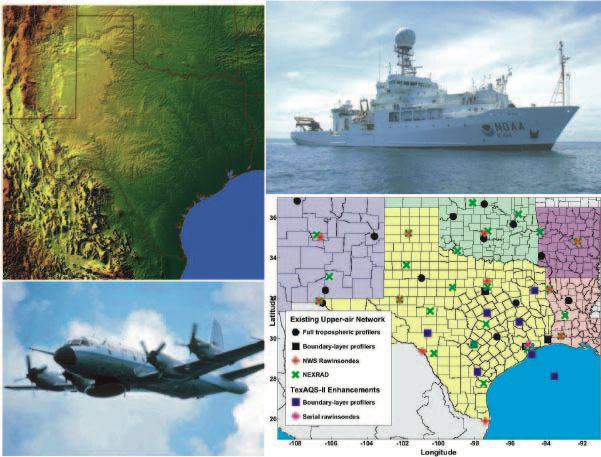 NOAA
36
34
32
30
28
26
Latitude
Existing Upper-air Network
Full tropospheric profilers
Boundary-layer profilers
NWS Rawinsondes
NEXRAD
TexAQS-II Enhancements
Boundary-layer profilers
Serial rawinsondes
-108 -106 -104 -102 -100 -98 -96 -94 -92
Longitude